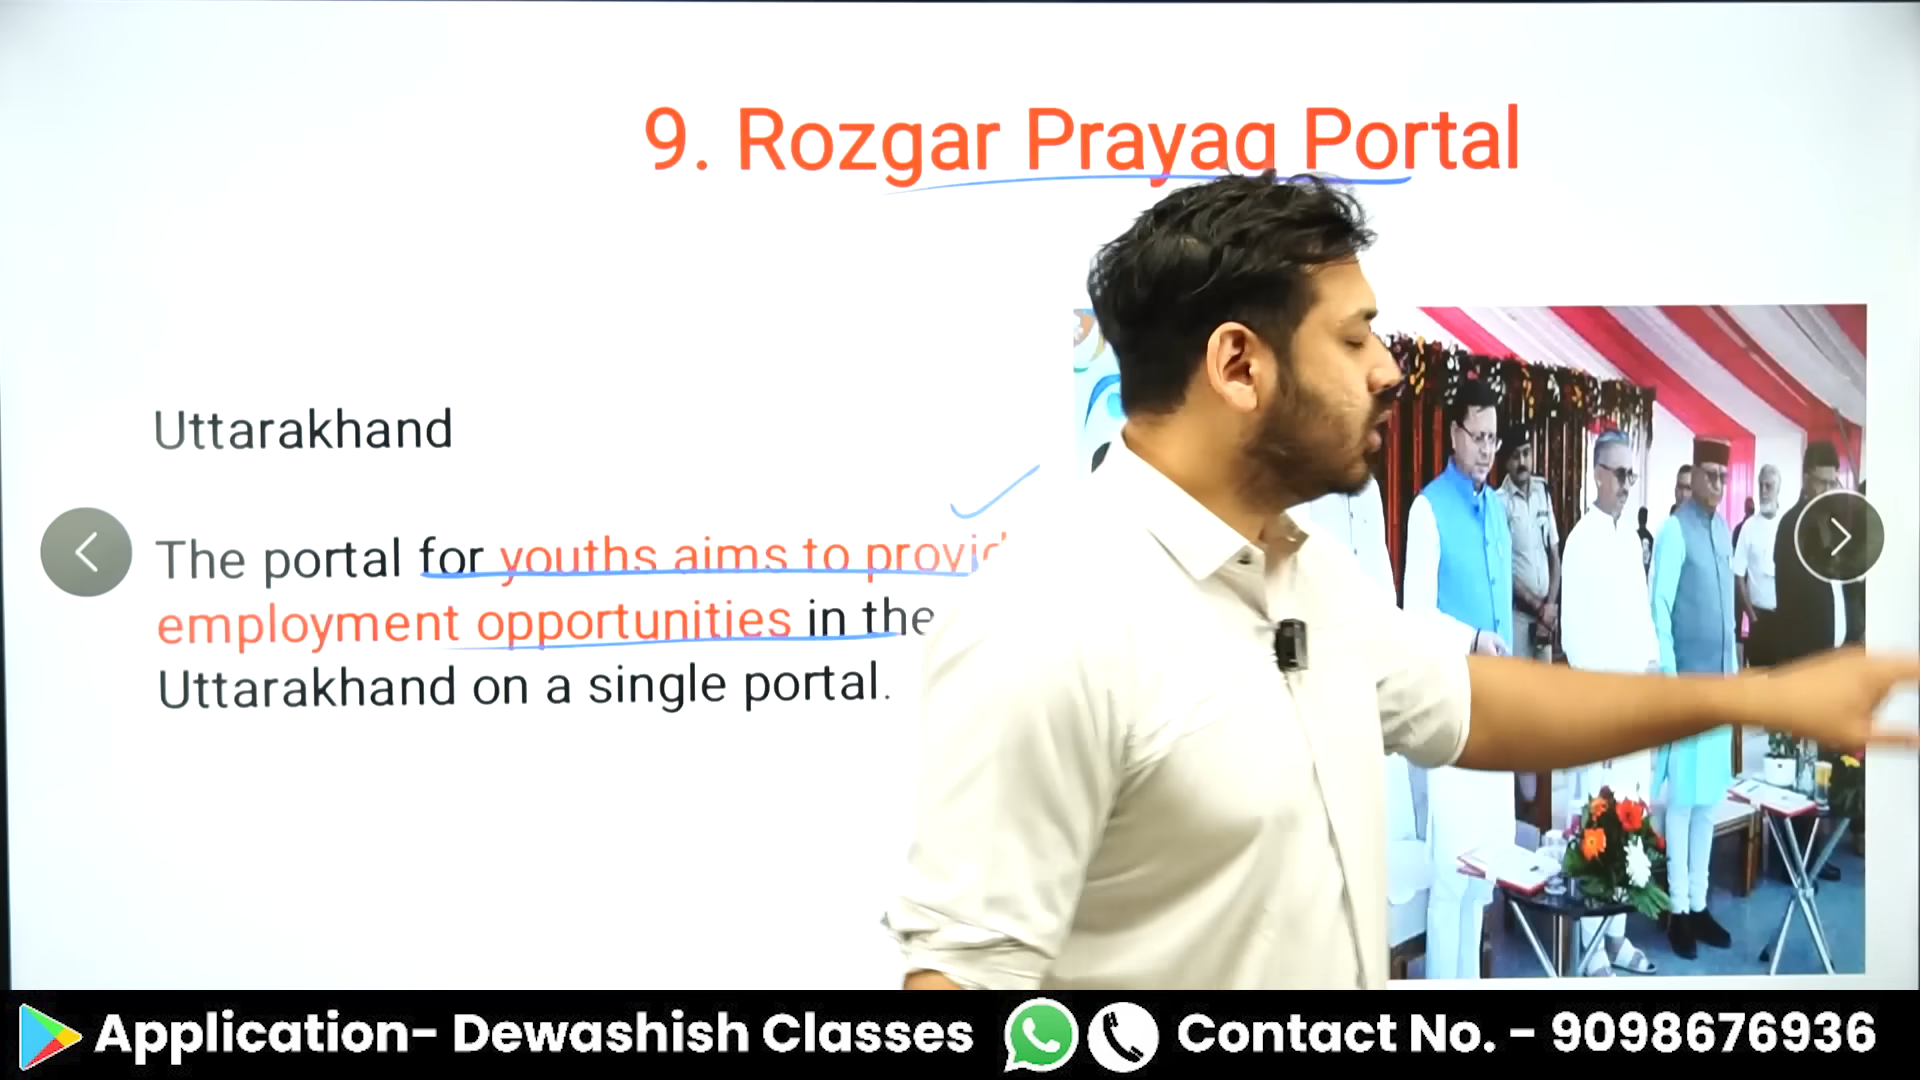 9. Rozgar Prayag Portal
Uttarakhand
The portal for youths aims to
employment opportunities in the
Uttarakhand on a single portal.
Application- Dewashish Classes
Contact No. - 9098676936